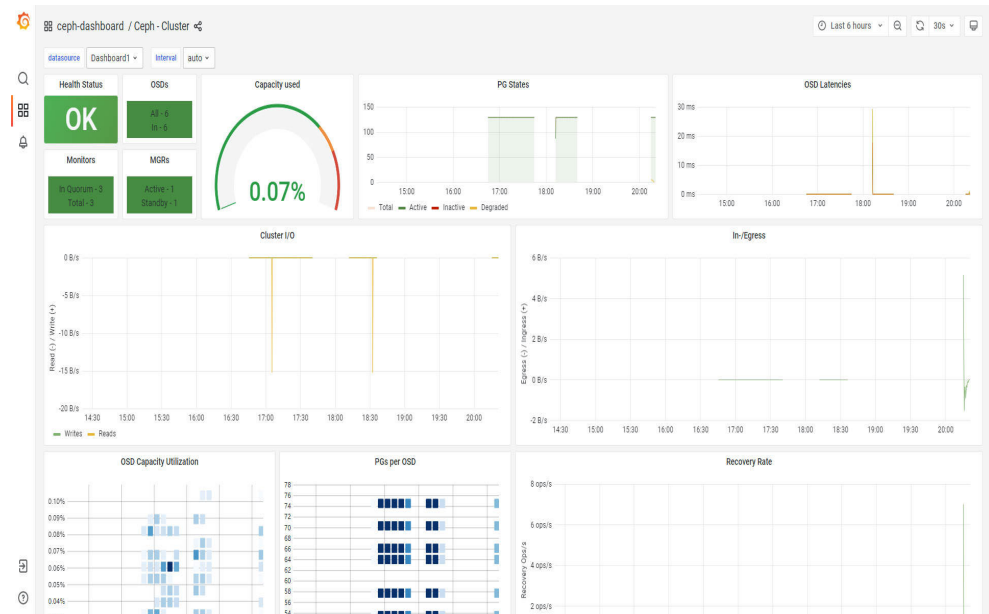 ceph-dashboard / Ceph - Cluster
Last 6 hours
30s
datasource Dashboard1 Interval auto
Health Status
OK
OSDs
All - 6
In - 6
Monitors
In Quorum - 3
Total - 3
MGRs
Active - 1
Standby - 1
Capacity used
0.07%
PG States
150
100
50
0
15:00 16:00 17:00 18:00 19:00 20:00
Total Active Inactive Degraded
OSD Latencies
30 ms
20 ms
10 ms
0 ms
15:00 16:00 17:00 18:00 19:00 20:00
Cluster I/O
Read (-) / Write (+)
0 B/s
-5 B/s
-10 B/s
-15 B/s
-20 B/s
14:30 15:00 15:30 16:00 16:30 17:00 17:30 18:00 18:30 19:00 19:30 20:00
Writes Reads
In-/Egress
Egress (-) / Ingress (+)
6 B/s
4 B/s
2 B/s
0 B/s
-2 B/s
14:30 15:00 15:30 16:00 16:30 17:00 17:30 18:00 18:30 19:00 19:30 20:00
OSD Capacity Utilization
0.10%
0.09%
0.08%
0.07%
0.06%
0.05%
0.04%
PGs per OSD
78
76
74
72
70
68
66
64
62
60
58
56
54
Recovery Rate
Recovery Ops/s
8 ops/s
6 ops/s
4 ops/s
2 ops/s